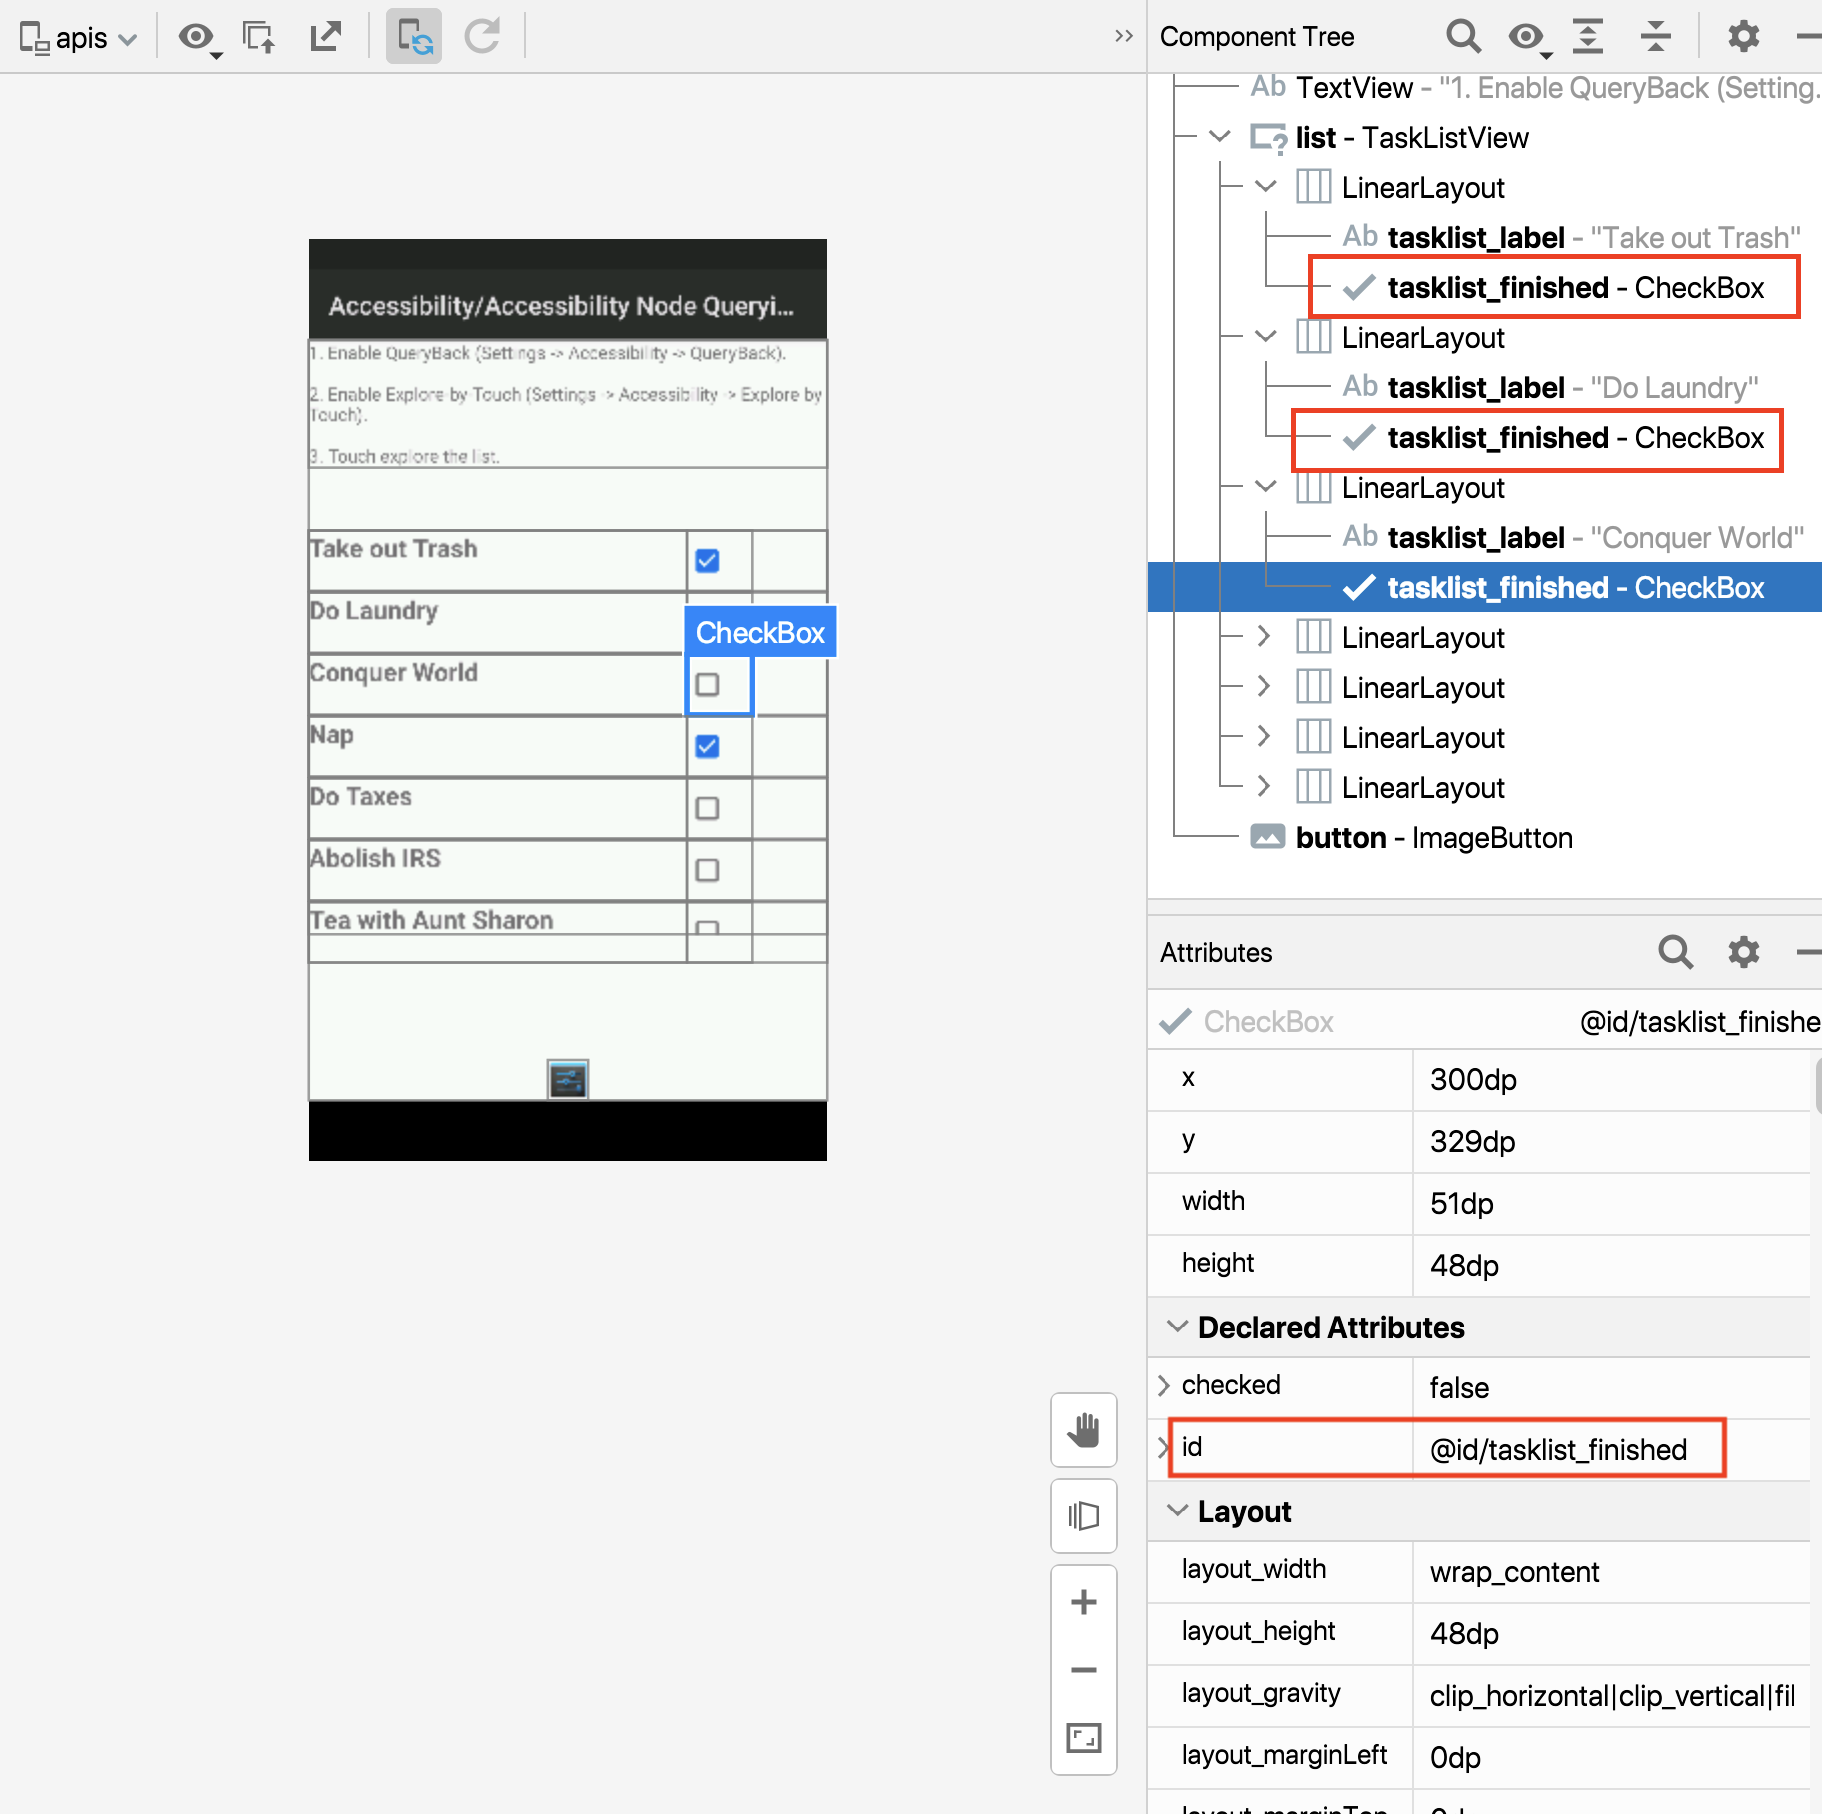 apis
Component Tree
Ab TextView - "1. Enable QueryBack (Setting...
list - TaskListView
LinearLayout
Ab tasklist_label - "Take out Trash"
tasklist_finished - CheckBox
LinearLayout
Ab tasklist_label - "Do Laundry"
tasklist_finished - CheckBox
LinearLayout
Ab tasklist_label - "Conquer World"
tasklist_finished - CheckBox
LinearLayout
LinearLayout
LinearLayout
LinearLayout
button - ImageButton
Accessibility/Accessibility Node Queryi...
1. Enable QueryBack (Settings -> Accessibility -> QueryBack).
2. Enable Explore-by-Touch (Settings -> Accessibility -> Explore by
Touch).
3. Touch explore the list.
Take out Trash
Do Laundry
CheckBox
Conquer World
Nap
Do Taxes
Abolish IRS
Tea with Aunt Sharon
Attributes
CheckBox @id/tasklist_finishe
x 300dp
y 329dp
width 51dp
height 48dp
Declared Attributes
checked false
id @id/tasklist_finished
Layout
layout_width wrap_content
layout_height 48dp
layout_gravity clip_horizontal|clip_vertical|fil
layout_marginLeft 0dp